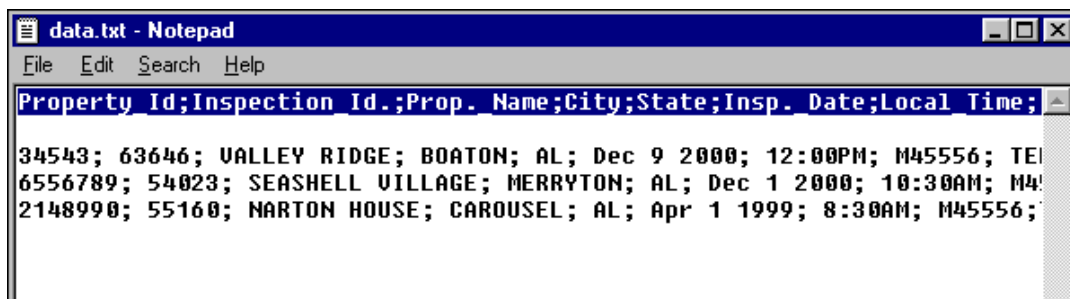 data.txt - Notepad
File Edit Search Help
Property_Id;Inspection_Id.;Prop._Name;City;State;Insp._Date;Local_Time;
34543; 63646; VALLEY RIDGE; BOATON; AL; Dec 9 2000; 12:00PM; M45556;
6556789; 54023; SEASHELL VILLAGE; MERRYTON; AL; Dec 1 2000; 10:30AM;
2148990; 55160; NARTON HOUSE; CAROUSEL; AL; Apr 1 1999; 8:30AM; M45556;